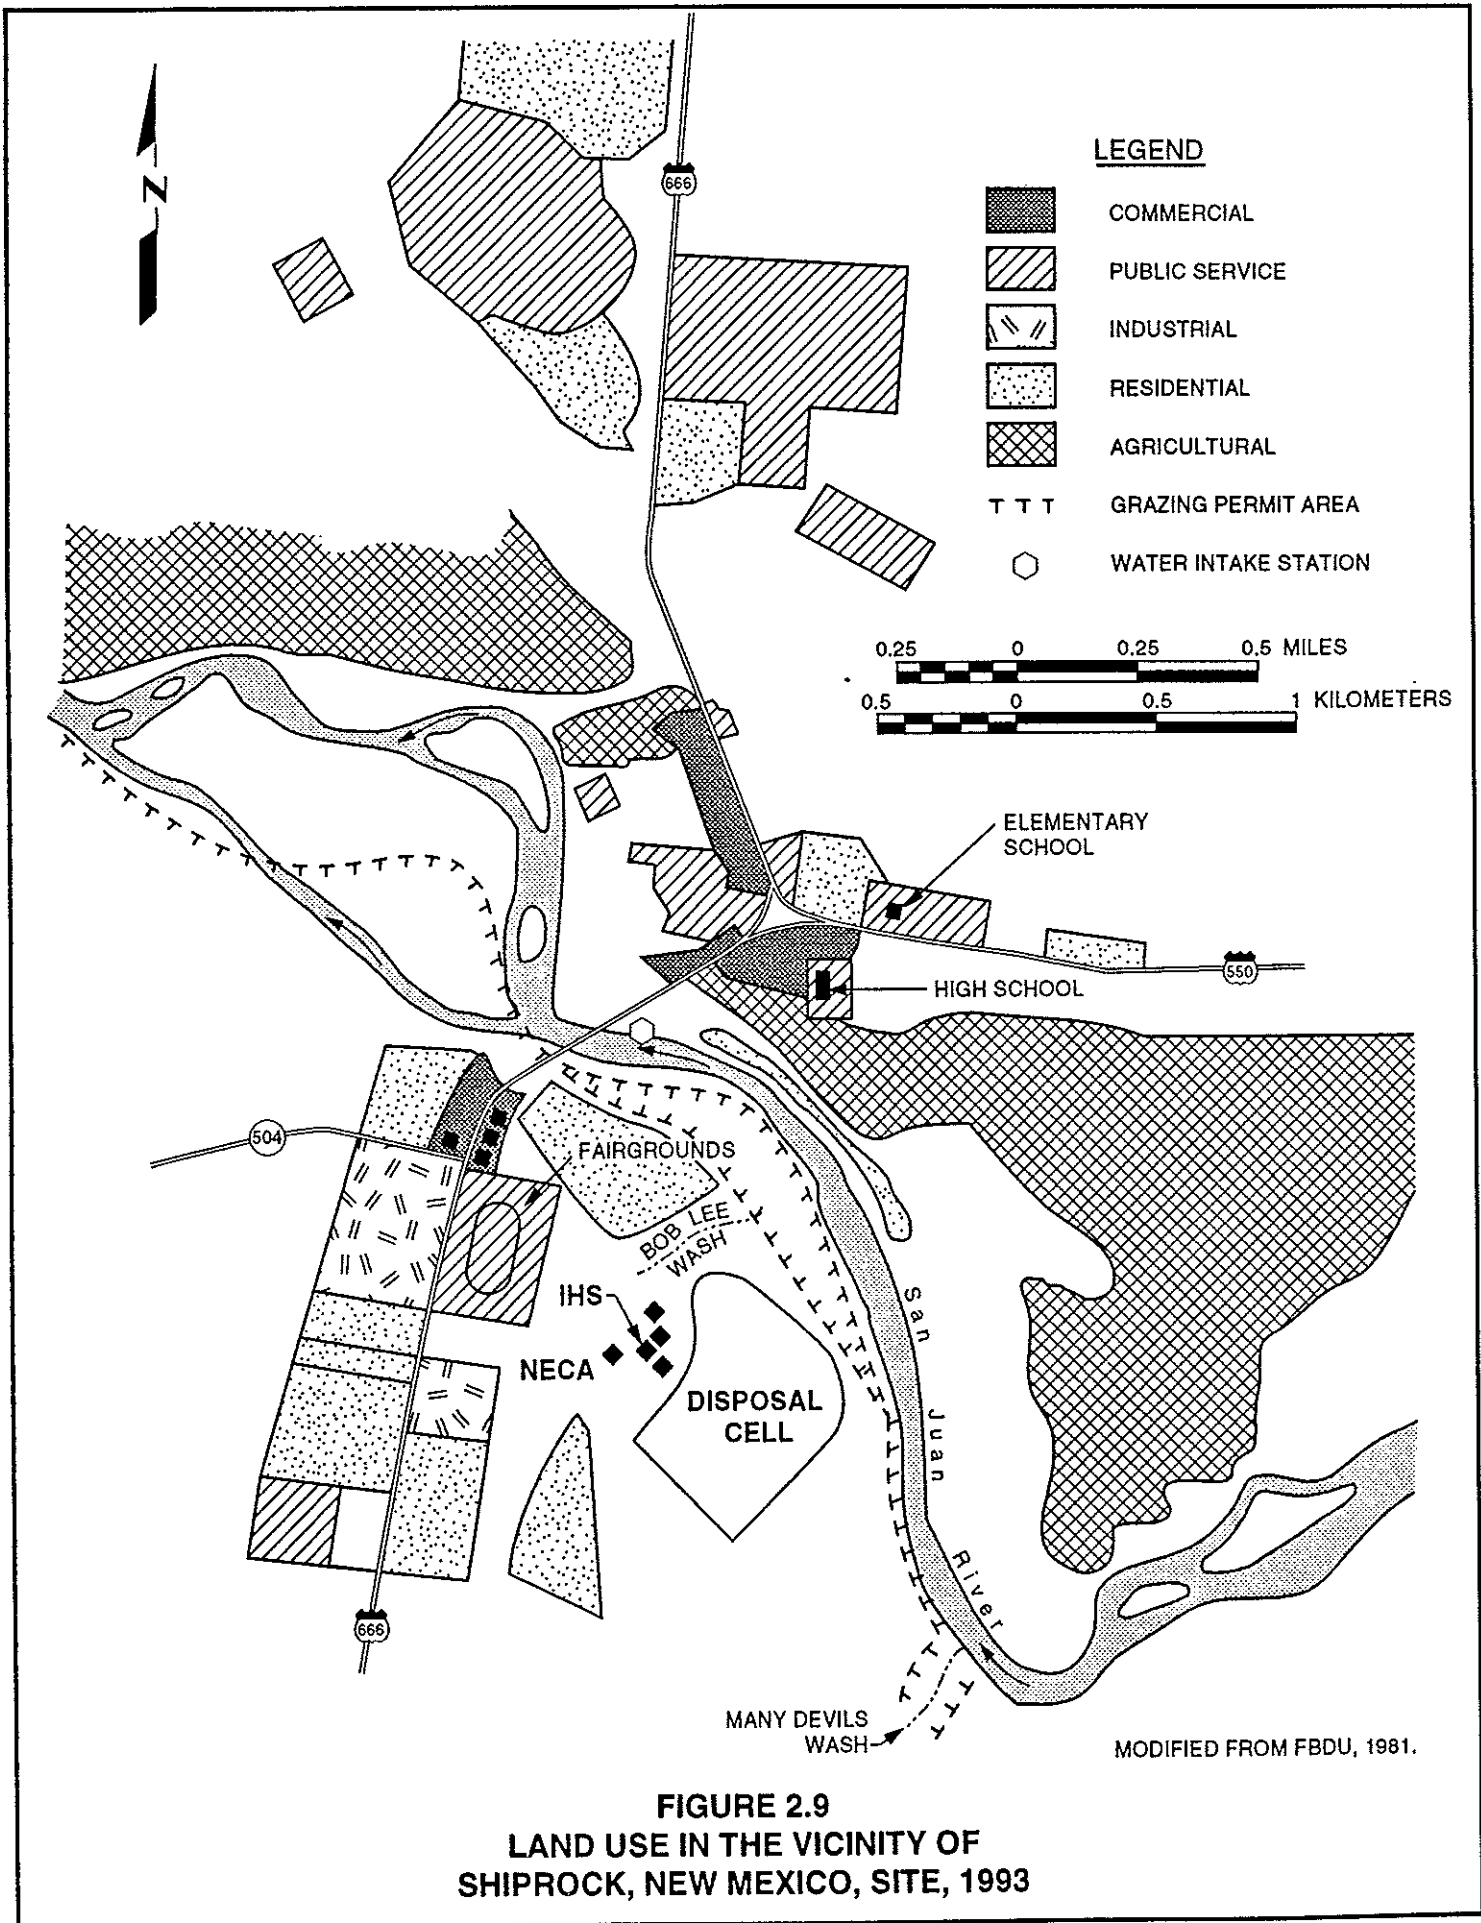 N
666
LEGEND
COMMERCIAL
PUBLIC SERVICE
INDUSTRIAL
RESIDENTIAL
AGRICULTURAL
T T T GRAZING PERMIT AREA
WATER INTAKE STATION
0.25 0 0.25 0.5 MILES
0.5 0 0.5 1 KILOMETERS
ELEMENTARY
SCHOOL
550
HIGH SCHOOL
504
FAIRGROUNDS
BOB LEE
WASH
IHS
NECA
DISPOSAL
CELL
San Juan River
666
MANY DEVILS
WASH
MODIFIED FROM FBDU, 1981.
FIGURE 2.9
LAND USE IN THE VICINITY OF
SHIPROCK, NEW MEXICO, SITE, 1993